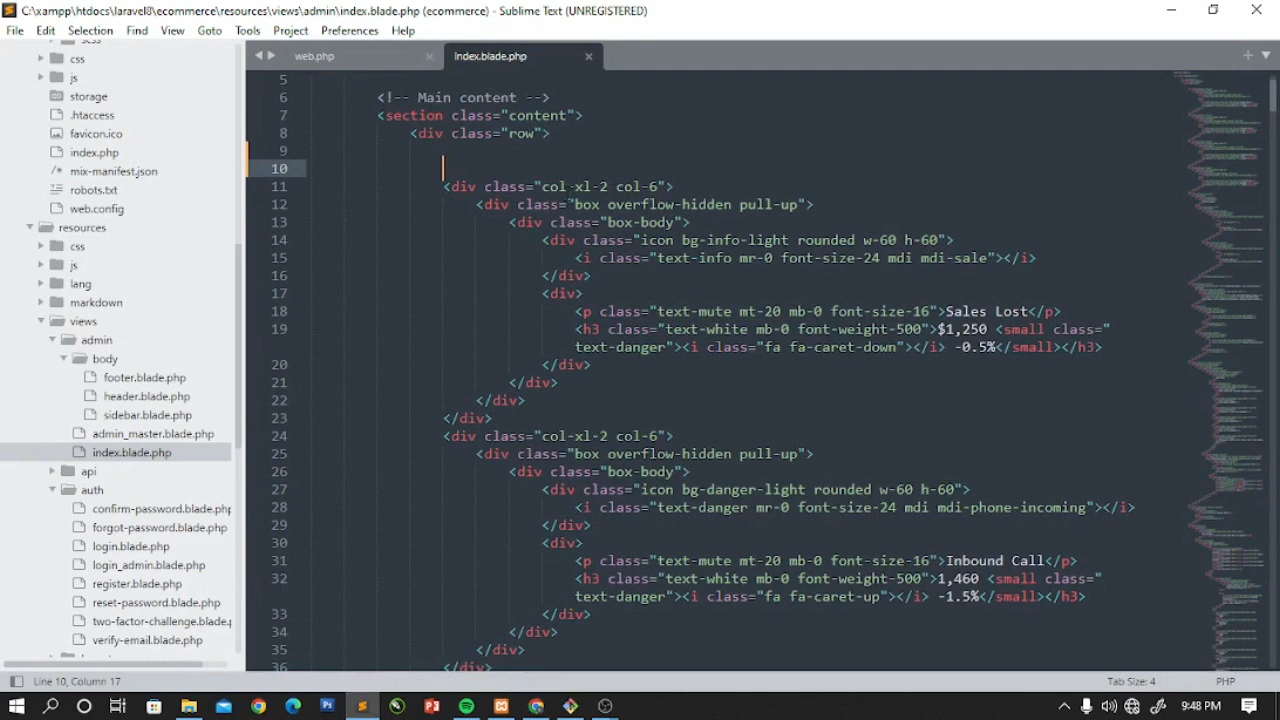 C:\xampp\htdocs\laravel8\ecommerce\resources\views\admin\index.blade.php (ecommerce) - Sublime Text (UNREGISTERED)
File Edit Selection Find View Goto Tools Project Preferences Help
css
js
storage
.htaccess
favicon.ico
index.php
mix-manifest.json
robots.txt
web.config
resources
css
js
lang
markdown
views
admin
body
footer.blade.php
header.blade.php
sidebar.blade.php
admin_master.blade.php
index.blade.php
api
auth
confirm-password.blade.php
forgot-password.blade.php
login.blade.php
login_admin.blade.php
register.blade.php
reset-password.blade.php
two-factor-challenge.blade.p
verify-email.blade.php
web.php index.blade.php
5
6 <!-- Main content -->
7 <section class="content">
8 <div class="row">
9
10
11 <div class="col-xl-2 col-6">
12 <div class="box overflow-hidden pull-up">
13 <div class="box-body">
14 <div class="icon bg-info-light rounded w-60 h-60">
15 <i class="text-info mr-0 font-size-24 mdi mdi-sale"></i>
16 </div>
17 <div>
18 <p class="text-mute mt-20 mb-0 font-size-16">Sales Lost</p>
19 <h3 class="text-white mb-0 font-weight-500">$1,250 <small class="
text-danger"><i class="fa fa-caret-down"></i> -0.5%</small></h3>
20 </div>
21 </div>
22 </div>
23 </div>
24 <div class="col-xl-2 col-6">
25 <div class="box overflow-hidden pull-up">
26 <div class="box-body">
27 <div class="icon bg-danger-light rounded w-60 h-60">
28 <i class="text-danger mr-0 font-size-24 mdi mdi-phone-incoming"></i>
29 </div>
30 <div>
31 <p class="text-mute mt-20 mb-0 font-size-16">Inbound Call</p>
32 <h3 class="text-white mb-0 font-weight-500">1,460 <small class="
text-danger"><i class="fa fa-caret-up"></i> -1.5%</small></h3>
33 </div>
34 </div>
35 </div>
36 </div>
Line 10, Column 17 Tab Size: 4 PHP
9:48 PM